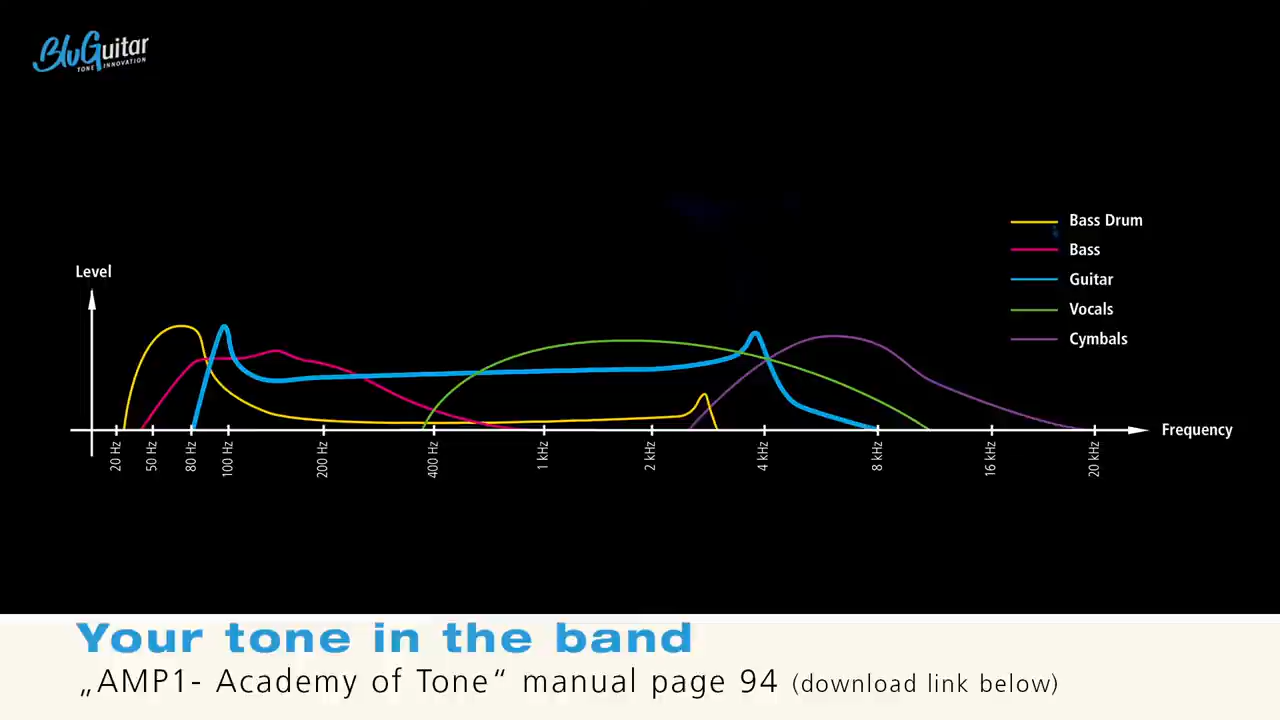 BluGuitar
TONE INNOVATION
Bass Drum
Bass
Guitar
Vocals
Cymbals
Level
Frequency
20 Hz
50 Hz
80 Hz
100 Hz
200 Hz
400 Hz
1 kHz
2 kHz
4 kHz
8 kHz
16 kHz
20 kHz
Your tone in the band
„AMP1- Academy of Tone“ manual page 94 (download link below)